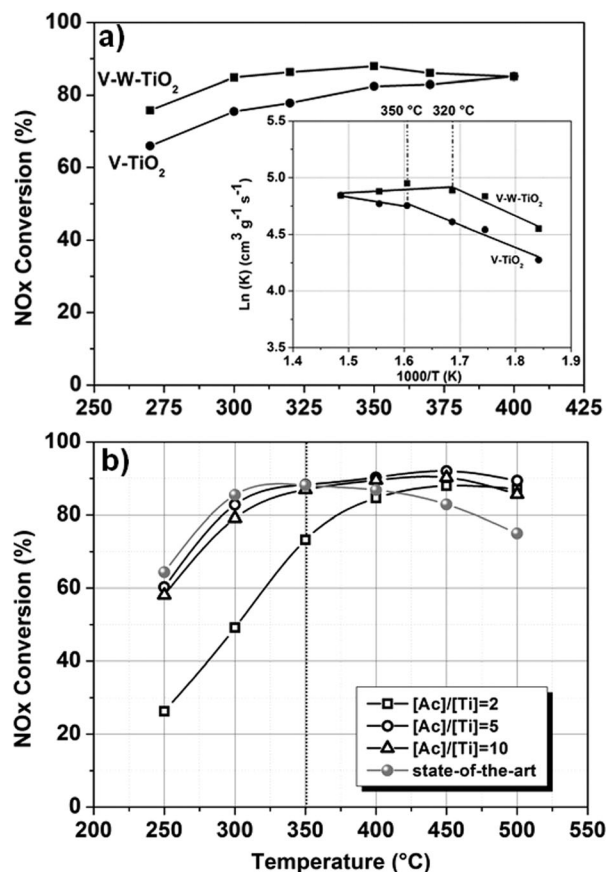 a)
100
80
60
40
20
0
NOx Conversion (%)
V-W-TiO₂
V-TiO₂
350 °C 320 °C
5.5
5.0
4.5
4.0
3.5
Ln (K) (cm³ g⁻¹ s⁻¹)
V-W-TiO₂
V-TiO₂
1.4 1.5 1.6 1.7 1.8 1.9
1000/T (K)
250 275 300 325 350 375 400 425
b)
100
80
60
40
20
0
NOx Conversion (%)
[Ac]/[Ti]=2
[Ac]/[Ti]=5
[Ac]/[Ti]=10
state-of-the-art
200 250 300 350 400 450 500 550
Temperature (°C)